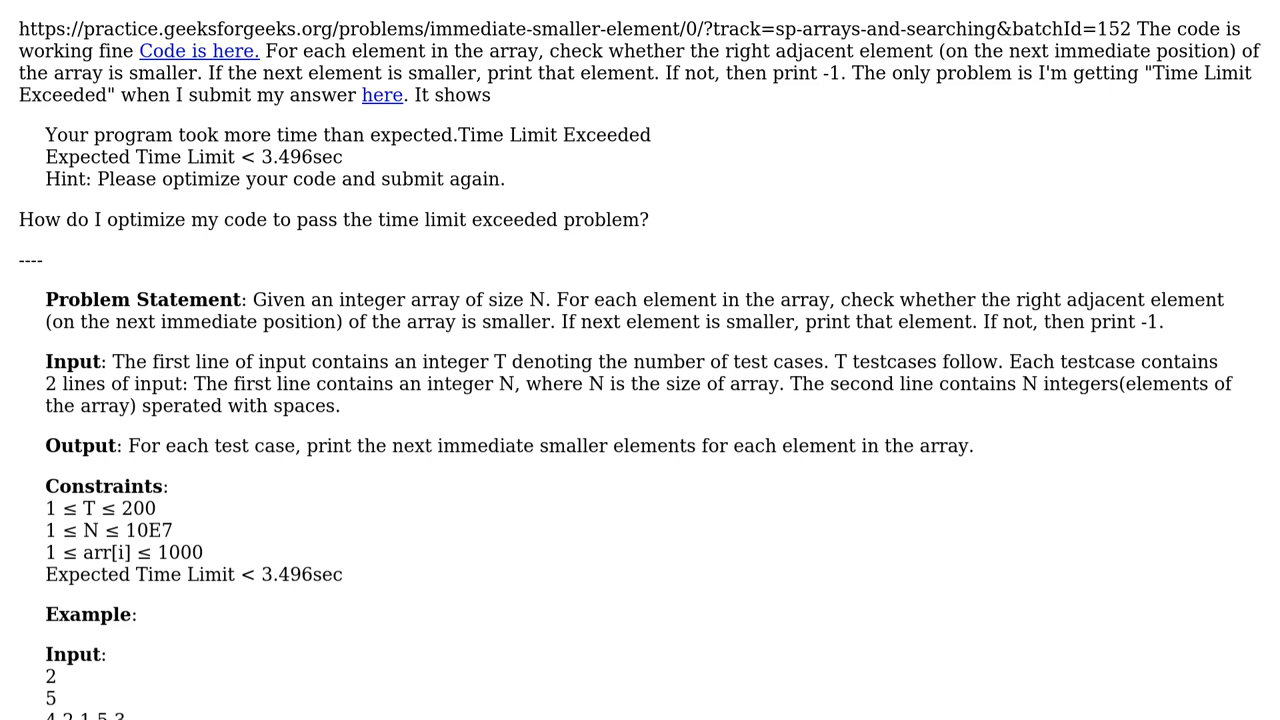 https://practice.geeksforgeeks.org/problems/immediate-smaller-element/0/?track=sp-arrays-and-searching&batchId=152 The code is
working fine Code is here. For each element in the array, check whether the right adjacent element (on the next immediate position) of
the array is smaller. If the next element is smaller, print that element. If not, then print -1. The only problem is I'm getting "Time Limit
Exceeded" when I submit my answer here. It shows
Your program took more time than expected.Time Limit Exceeded
Expected Time Limit < 3.496sec
Hint: Please optimize your code and submit again.
How do I optimize my code to pass the time limit exceeded problem?
----
Problem Statement: Given an integer array of size N. For each element in the array, check whether the right adjacent element
(on the next immediate position) of the array is smaller. If next element is smaller, print that element. If not, then print -1.
Input: The first line of input contains an integer T denoting the number of test cases. T testcases follow. Each testcase contains
2 lines of input: The first line contains an integer N, where N is the size of array. The second line contains N integers(elements of
the array) sperated with spaces.
Output: For each test case, print the next immediate smaller elements for each element in the array.
Constraints:
1 ≤ T ≤ 200
1 ≤ N ≤ 10E7
1 ≤ arr[i] ≤ 1000
Expected Time Limit < 3.496sec
Example:
Input:
2
5
4 2 1 5 3